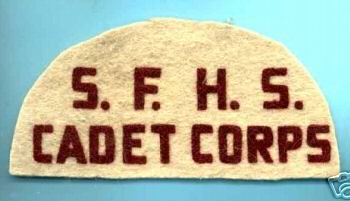 S. F. H. S.
CADET CORPS